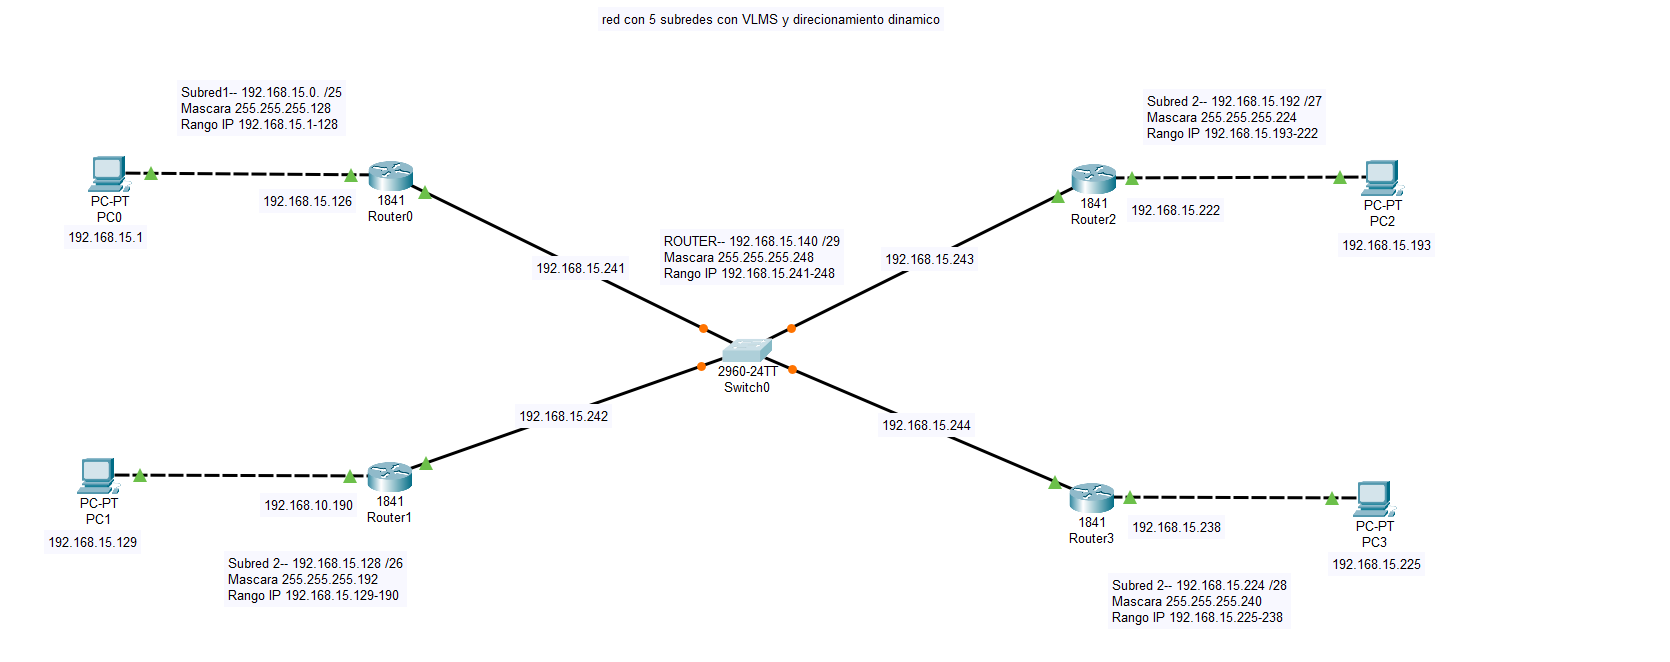 red con 5 subredes con VLMS y direcionamiento dinamico
Subred1-- 192.168.15.0. /25
Mascara 255.255.255.128
Rango IP 192.168.15.1-128
PC-PT
PC0
192.168.15.1
192.168.15.126
1841
Router0
192.168.15.241
ROUTER-- 192.168.15.140 /29
Mascara 255.255.255.248
Rango IP 192.168.15.241-248
Subred 2-- 192.168.15.192 /27
Mascara 255.255.255.224
Rango IP 192.168.15.193-222
192.168.15.243
1841
Router2
192.168.15.222
PC-PT
PC2
192.168.15.193
2960-24TT
Switch0
192.168.15.242
192.168.15.244
PC-PT
PC1
192.168.15.129
192.168.10.190
1841
Router1
Subred 2-- 192.168.15.128 /26
Mascara 255.255.255.192
Rango IP 192.168.15.129-190
1841
Router3
192.168.15.238
PC-PT
PC3
192.168.15.225
Subred 2-- 192.168.15.224 /28
Mascara 255.255.255.240
Rango IP 192.168.15.225-238